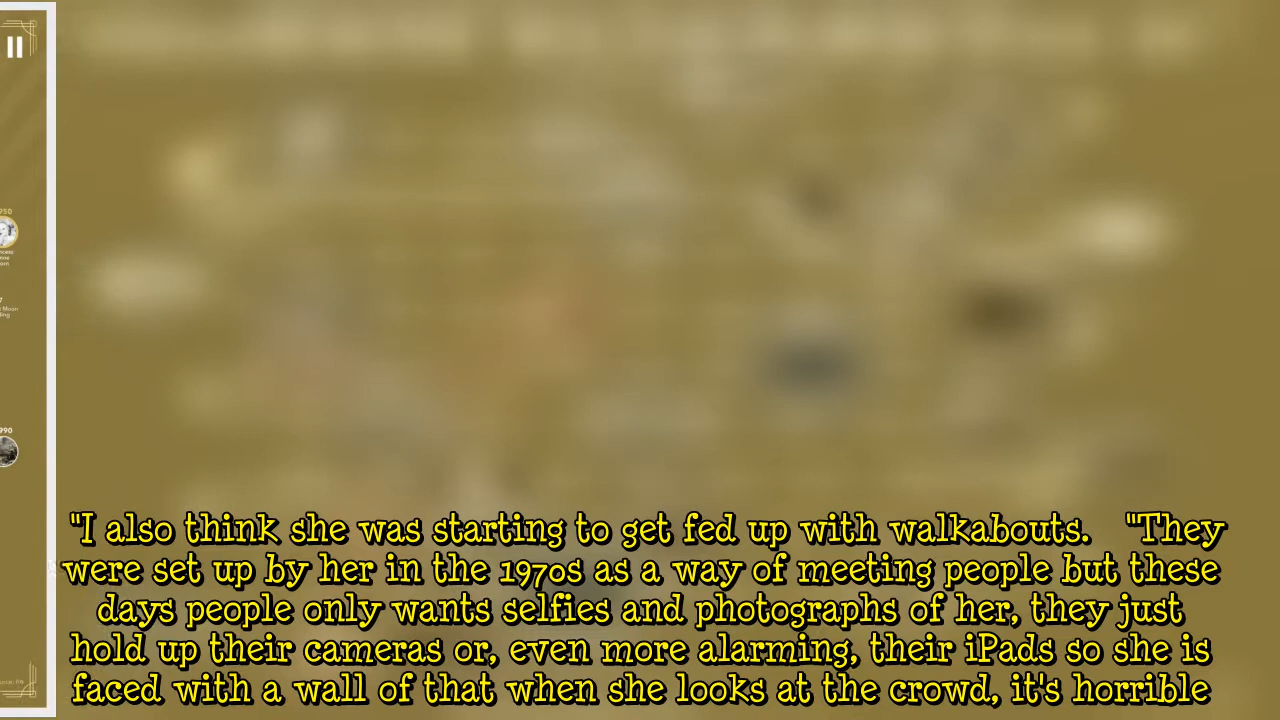 950
"I also think she was starting to get fed up with walkabouts. "They
were set up by her in the 1970s as a way of meeting people but these
days people only wants selfies and photographs of her, they just
hold up their cameras or, even more alarming, their iPads so she is
faced with a wall of that when she looks at the crowd, it's horrible
990